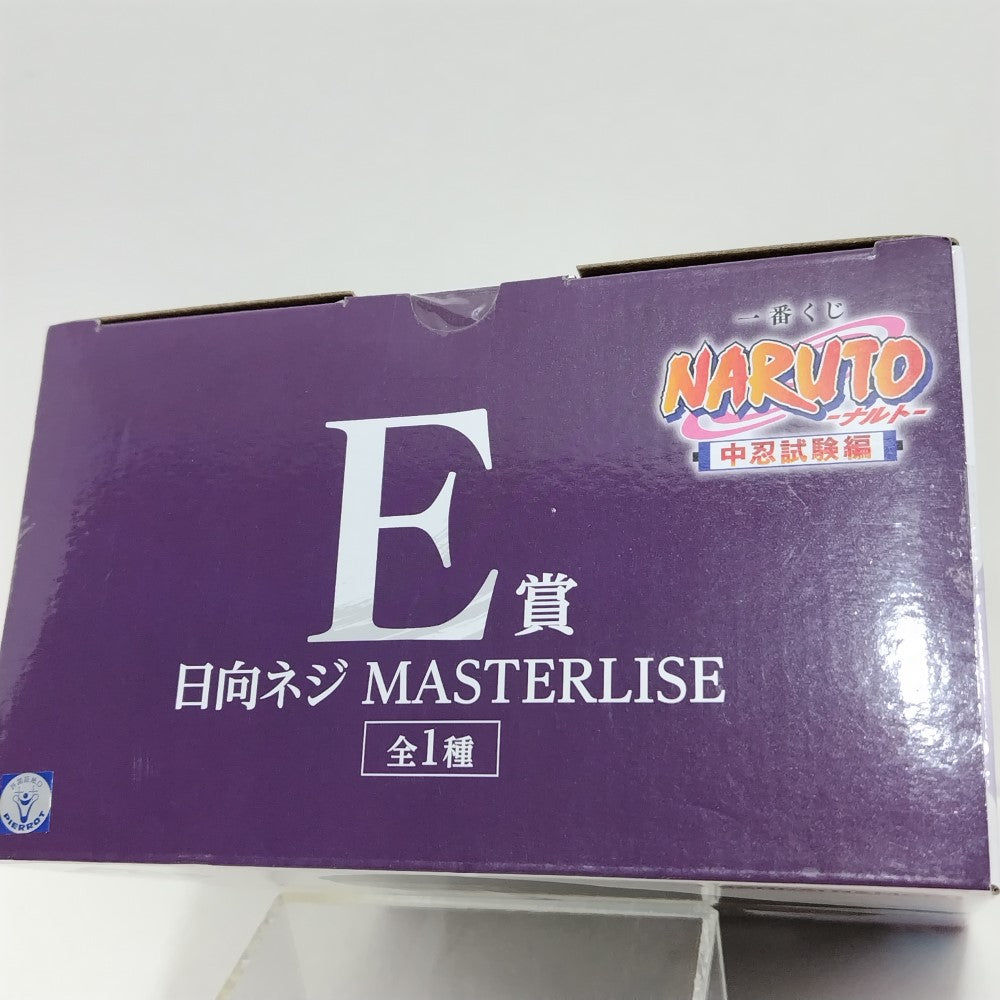 一番くじ
NARUTO
-ナルト-
中忍試験編
E賞
日向ネジ MASTERLISE
全1種
PIERROT